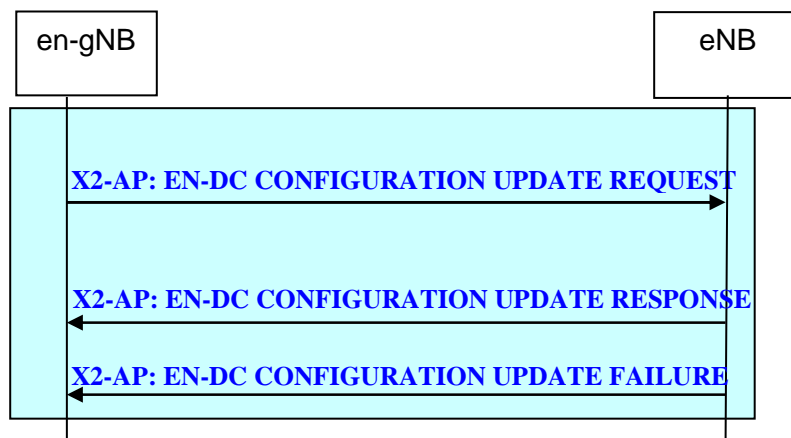 en-gNB
eNB
X2-AP: EN-DC CONFIGURATION UPDATE REQUEST
X2-AP: EN-DC CONFIGURATION UPDATE RESPONSE
X2-AP: EN-DC CONFIGURATION UPDATE FAILURE